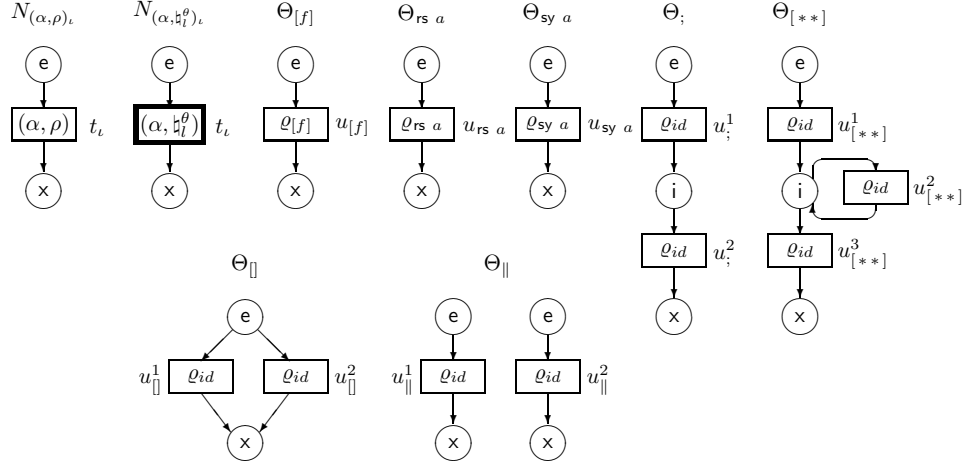 N_{(α,ρ)_ι} N_{(α,♮_l^θ)_ι} Θ_{[f]} Θ_{rs a} Θ_{sy a} Θ_; Θ_{[∗∗]}
e e e e e e e
(α, ρ) t_ι (α, ♮_l^θ) t_ι ϱ_{[f]} u_{[f]} ϱ_{rs a} u_{rs a} ϱ_{sy a} u_{sy a} ϱ_{id} u_;^1 ϱ_{id} u_{[∗∗]}^1
x x x x x i i ϱ_{id} u_{[∗∗]}^2
ϱ_{id} u_;^2 ϱ_{id} u_{[∗∗]}^3
Θ_{[]} Θ_∥
e e e x x
u_{[]}^1 ϱ_{id} ϱ_{id} u_{[]}^2 u_∥^1 ϱ_{id} ϱ_{id} u_∥^2
x x x